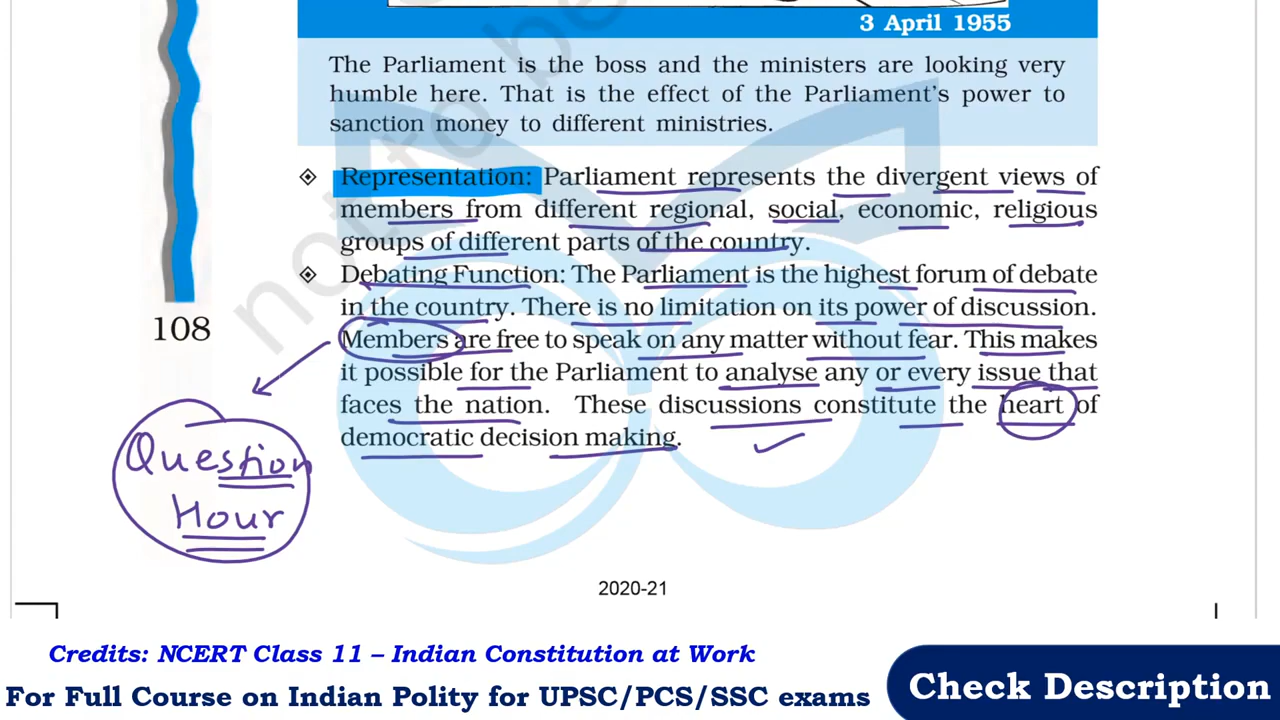 3 April 1955
The Parliament is the boss and the ministers are looking very
humble here. That is the effect of the Parliament's power to
sanction money to different ministries.
❖ Representation: Parliament represents the divergent views of
members from different regional, social, economic, religious
groups of different parts of the country.
❖ Debating Function: The Parliament is the highest forum of debate
in the country. There is no limitation on its power of discussion.
Members are free to speak on any matter without fear. This makes
it possible for the Parliament to analyse any or every issue that
faces the nation. These discussions constitute the heart of
democratic decision making.
108
Question
Hour
not to be
2020-21
Credits: NCERT Class 11 – Indian Constitution at Work
For Full Course on Indian Polity for UPSC/PCS/SSC exams
Check Description